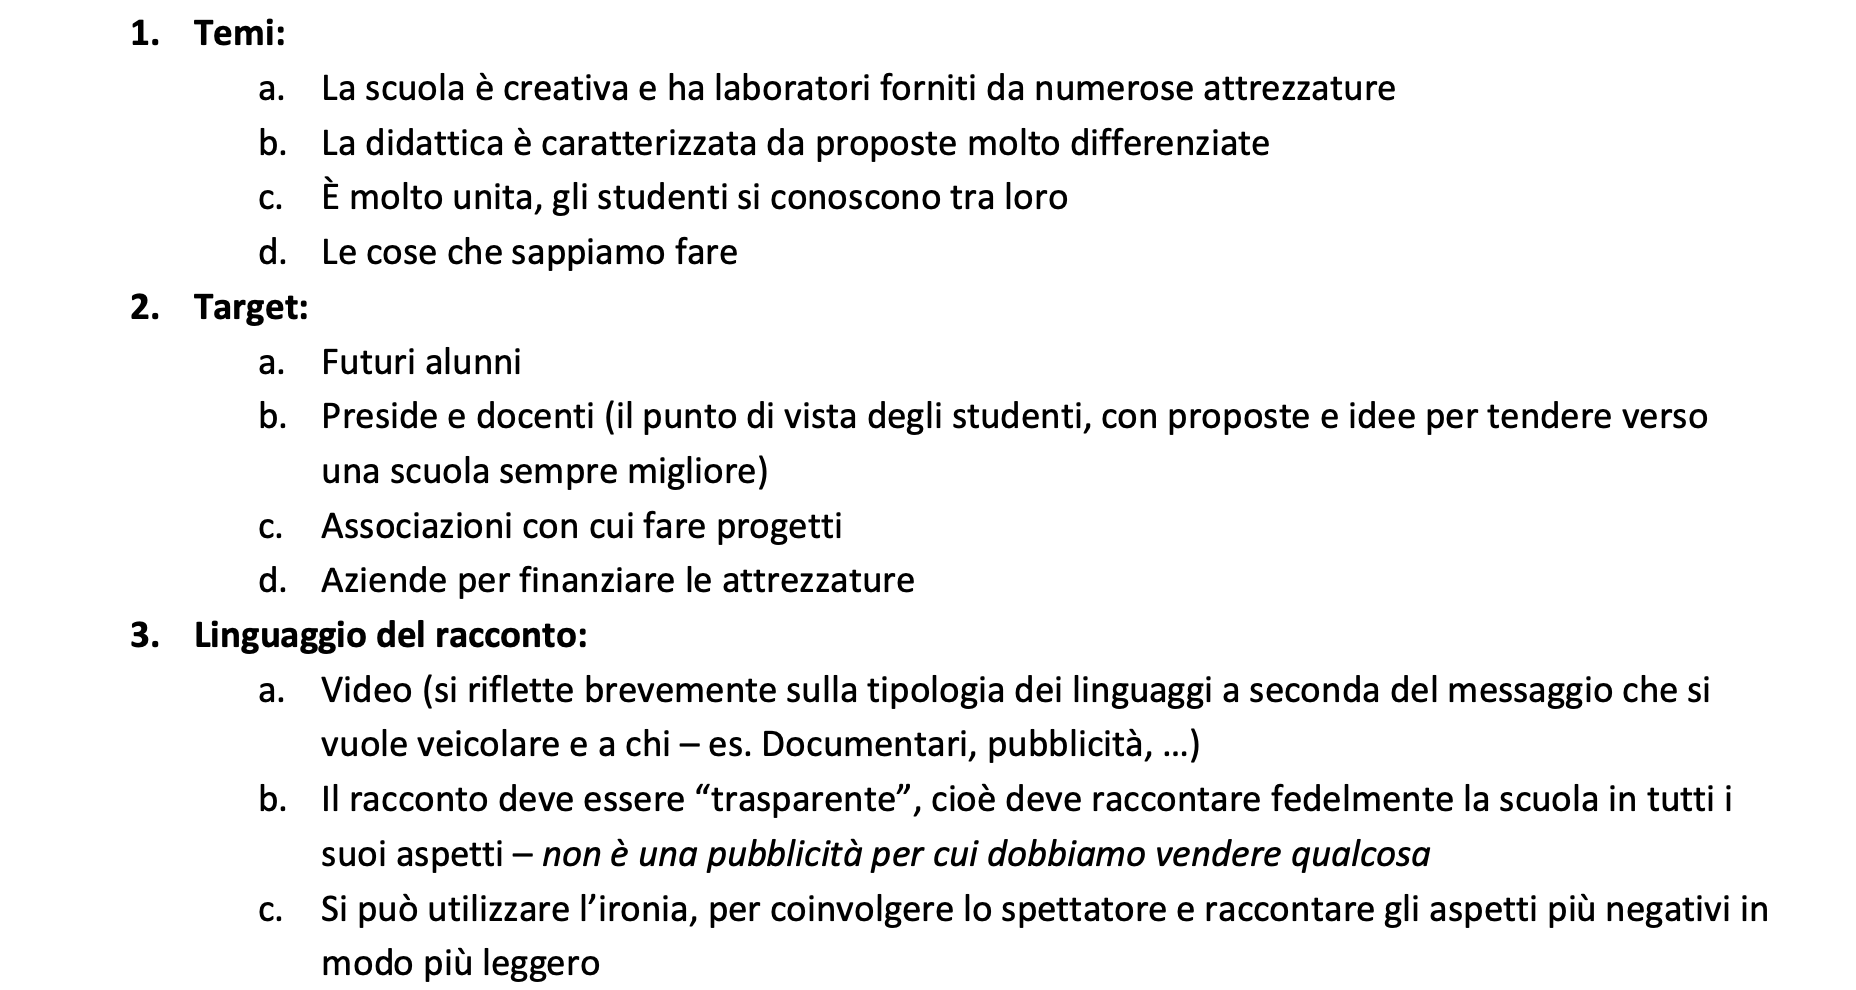 1. Temi:
a. La scuola è creativa e ha laboratori forniti da numerose attrezzature
b. La didattica è caratterizzata da proposte molto differenziate
c. È molto unita, gli studenti si conoscono tra loro
d. Le cose che sappiamo fare
2. Target:
a. Futuri alunni
b. Preside e docenti (il punto di vista degli studenti, con proposte e idee per tendere verso
una scuola sempre migliore)
c. Associazioni con cui fare progetti
d. Aziende per finanziare le attrezzature
3. Linguaggio del racconto:
a. Video (si riflette brevemente sulla tipologia dei linguaggi a seconda del messaggio che si
vuole veicolare e a chi – es. Documentari, pubblicità, …)
b. Il racconto deve essere “trasparente”, cioè deve raccontare fedelmente la scuola in tutti i
suoi aspetti – non è una pubblicità per cui dobbiamo vendere qualcosa
c. Si può utilizzare l’ironia, per coinvolgere lo spettatore e raccontare gli aspetti più negativi in
modo più leggero